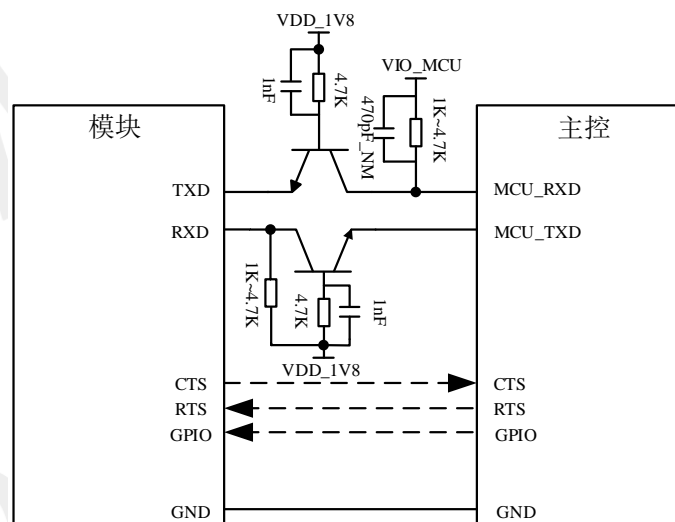 VDD_1V8
1nF
4.7K
VIO_MCU
470pF_NM
1K~4.7K
模块
主控
TXD
MCU_RXD
RXD
MCU_TXD
1K~4.7K
4.7K
1nF
VDD_1V8
CTS
CTS
RTS
RTS
GPIO
GPIO
GND
GND